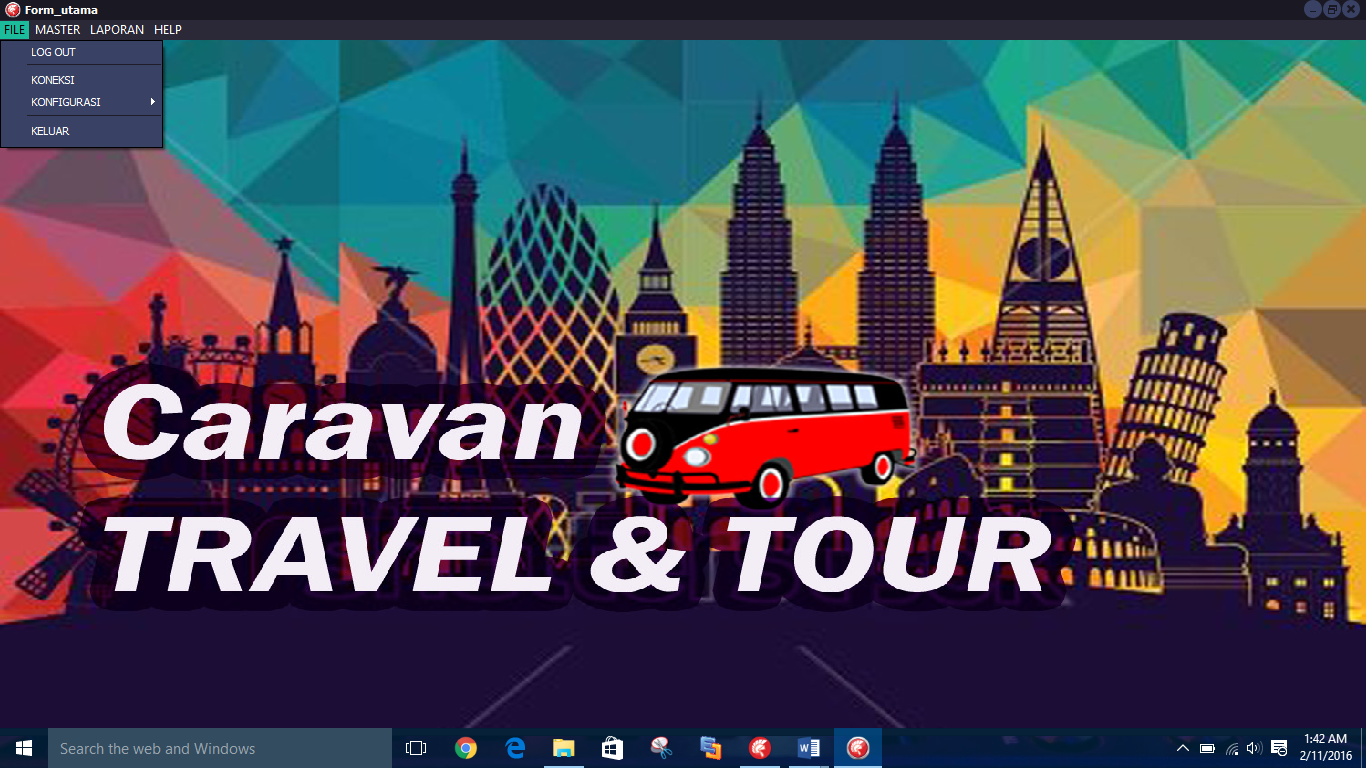 Form_utama
FILE MASTER LAPORAN HELP
LOG OUT
KONEKSI
KONFIGURASI
KELUAR
Caravan
TRAVEL & TOUR
Search the web and Windows
1:42 AM
2/11/2016